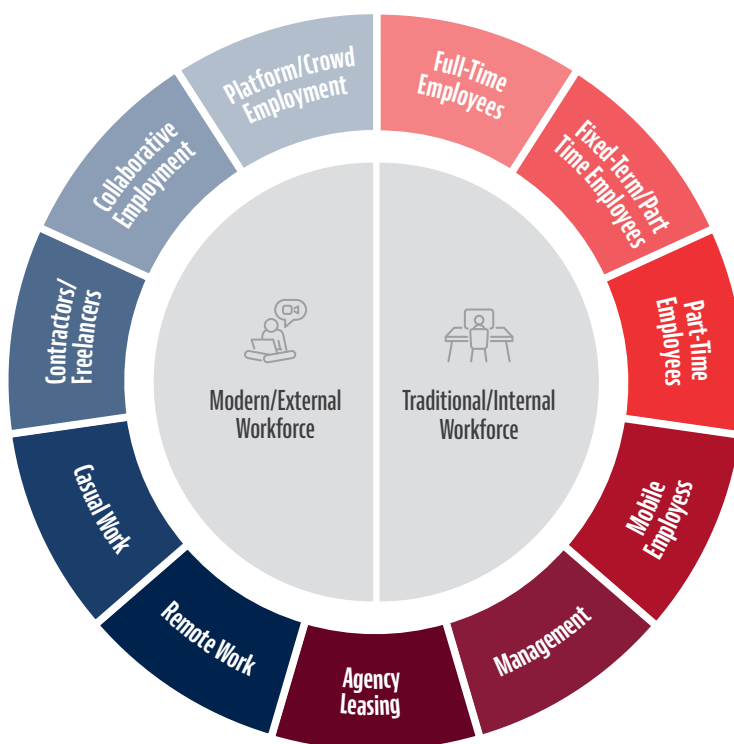 Platform/Crowd
Employment
Full-Time
Employees
Fixed-Term/Part
Time Employees
Part-Time
Employees
Mobile
Employess
Management
Agency
Leasing
Remote Work
Casual Work
Contractors/
Freelancers
Collaborative
Employment
Modern/External
Workforce
Traditional/Internal
Workforce